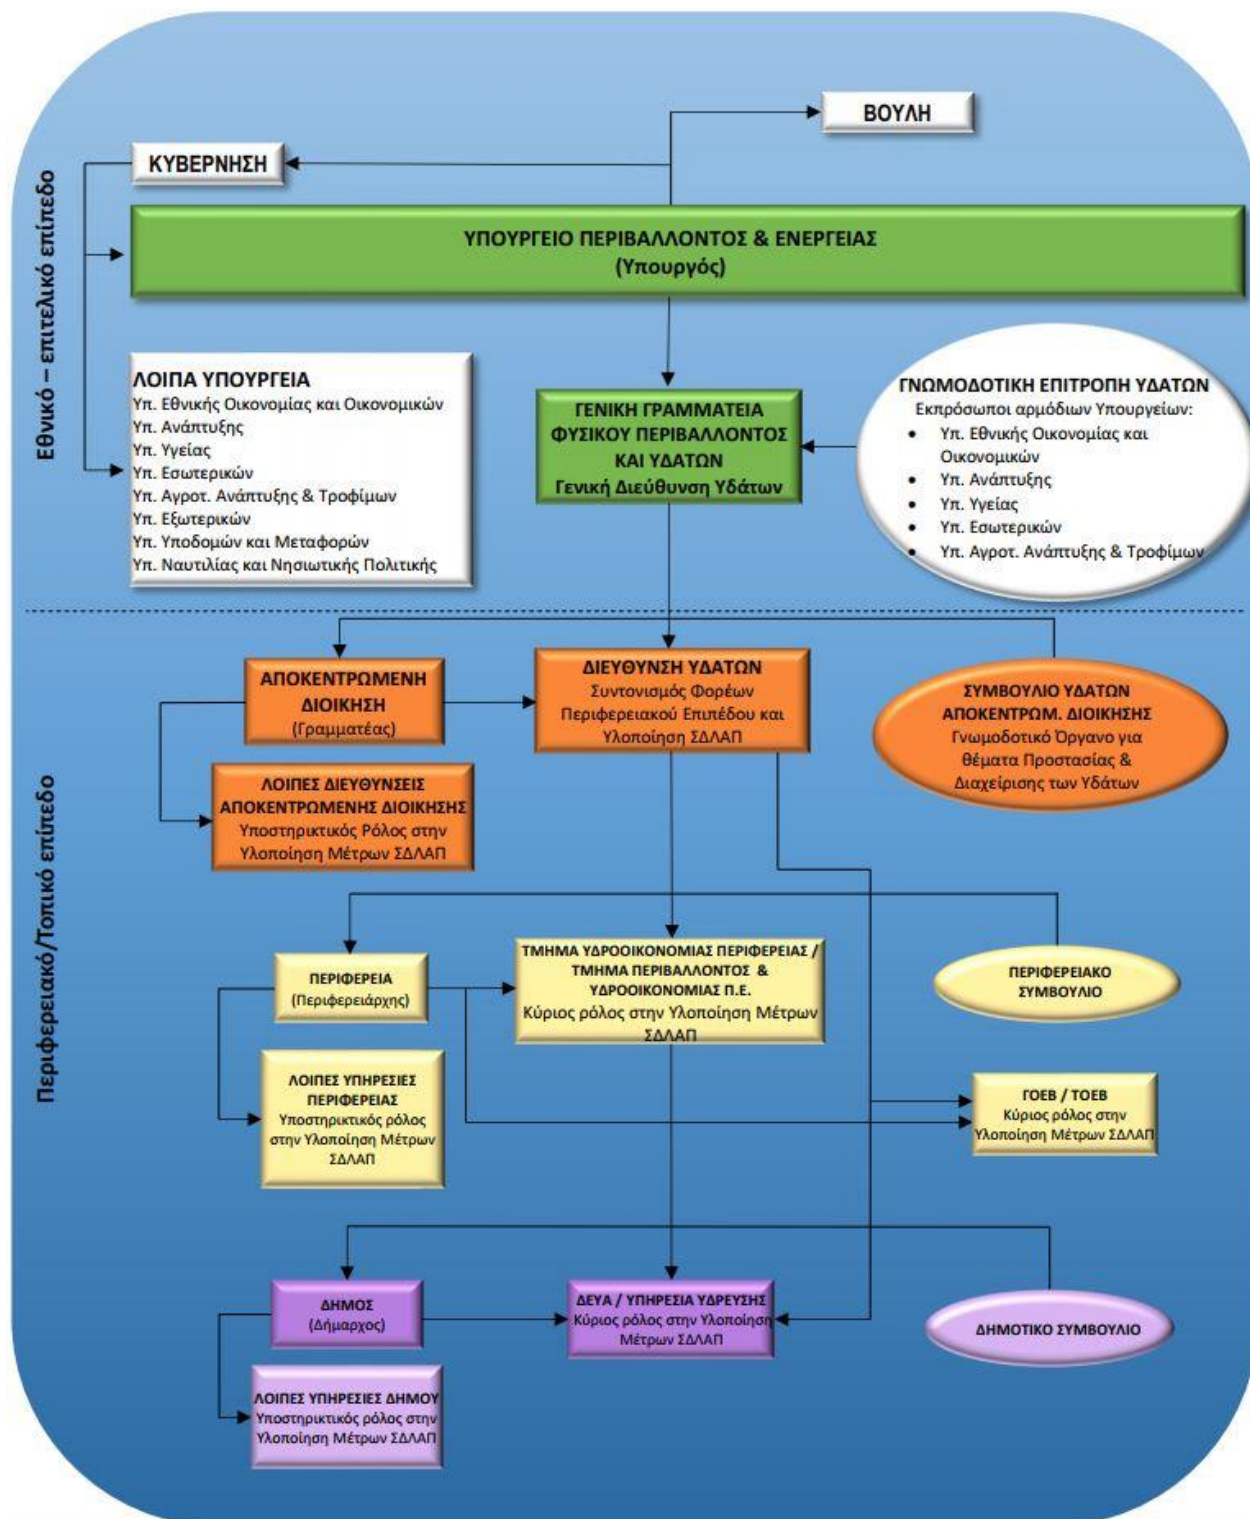 Εθνικό – επιτελικό επίπεδο
ΒΟΥΛΗ
ΚΥΒΕΡΝΗΣΗ
ΥΠΟΥΡΓΕΙΟ ΠΕΡΙΒΑΛΛΟΝΤΟΣ & ΕΝΕΡΓΕΙΑΣ
(Υπουργός)
ΛΟΙΠΑ ΥΠΟΥΡΓΕΙΑ
Υπ. Εθνικής Οικονομίας και Οικονομικών
Υπ. Ανάπτυξης
Υπ. Υγείας
Υπ. Εσωτερικών
Υπ. Αγροτ. Ανάπτυξης & Τροφίμων
Υπ. Εξωτερικών
Υπ. Υποδομών και Μεταφορών
Υπ. Ναυτιλίας και Νησιωτικής Πολιτικής
ΓΕΝΙΚΗ ΓΡΑΜΜΑΤΕΙΑ
ΦΥΣΙΚΟΥ ΠΕΡΙΒΑΛΛΟΝΤΟΣ
ΚΑΙ ΥΔΑΤΩΝ
Γενική Διεύθυνση Υδάτων
ΓΝΩΜΟΔΟΤΙΚΗ ΕΠΙΤΡΟΠΗ ΥΔΑΤΩΝ
Εκπρόσωποι αρμόδιων Υπουργείων:
• Υπ. Εθνικής Οικονομίας και
Οικονομικών
• Υπ. Ανάπτυξης
• Υπ. Υγείας
• Υπ. Εσωτερικών
• Υπ. Αγροτ. Ανάπτυξης & Τροφίμων
Περιφερειακό/Τοπικό επίπεδο
ΑΠΟΚΕΝΤΡΩΜΕΝΗ
ΔΙΟΙΚΗΣΗ
(Γραμματέας)
ΔΙΕΥΘΥΝΣΗ ΥΔΑΤΩΝ
Συντονισμός Φορέων
Περιφερειακού Επιπέδου και
Υλοποίηση ΣΔΛΑΠ
ΣΥΜΒΟΥΛΙΟ ΥΔΑΤΩΝ
ΑΠΟΚΕΝΤΡΩΜ. ΔΙΟΙΚΗΣΗΣ
Γνωμοδοτικό Όργανο για
θέματα Προστασίας &
Διαχείρισης των Υδάτων
ΛΟΙΠΕΣ ΔΙΕΥΘΥΝΣΕΙΣ
ΑΠΟΚΕΝΤΡΩΜΕΝΗΣ ΔΙΟΙΚΗΣΗΣ
Υποστηρικτικός Ρόλος στην
Υλοποίηση Μέτρων ΣΔΛΑΠ
ΠΕΡΙΦΕΡΕΙΑ
(Περιφερειάρχης)
ΤΜΗΜΑ ΥΔΡΟΟΙΚΟΝΟΜΙΑΣ ΠΕΡΙΦΕΡΕΙΑΣ /
ΤΜΗΜΑ ΠΕΡΙΒΑΛΛΟΝΤΟΣ &
ΥΔΡΟΟΙΚΟΝΟΜΙΑΣ Π.Ε.
Κύριος ρόλος στην Υλοποίηση Μέτρων
ΣΔΛΑΠ
ΠΕΡΙΦΕΡΕΙΑΚΟ
ΣΥΜΒΟΥΛΙΟ
ΛΟΙΠΕΣ ΥΠΗΡΕΣΙΕΣ
ΠΕΡΙΦΕΡΕΙΑΣ
Υποστηρικτικός ρόλος
στην Υλοποίηση Μέτρων
ΣΔΛΑΠ
ΓΟΕΒ / ΤΟΕΒ
Κύριος ρόλος στην
Υλοποίηση Μέτρων ΣΔΛΑΠ
ΔΗΜΟΣ
(Δήμαρχος)
ΔΕΥΑ / ΥΠΗΡΕΣΙΑ ΥΔΡΕΥΣΗΣ
Κύριος ρόλος στην Υλοποίηση
Μέτρων ΣΔΛΑΠ
ΔΗΜΟΤΙΚΟ ΣΥΜΒΟΥΛΙΟ
ΛΟΙΠΕΣ ΥΠΗΡΕΣΙΕΣ ΔΗΜΟΥ
Υποστηρικτικός ρόλος στην
Υλοποίηση Μέτρων ΣΔΛΑΠ